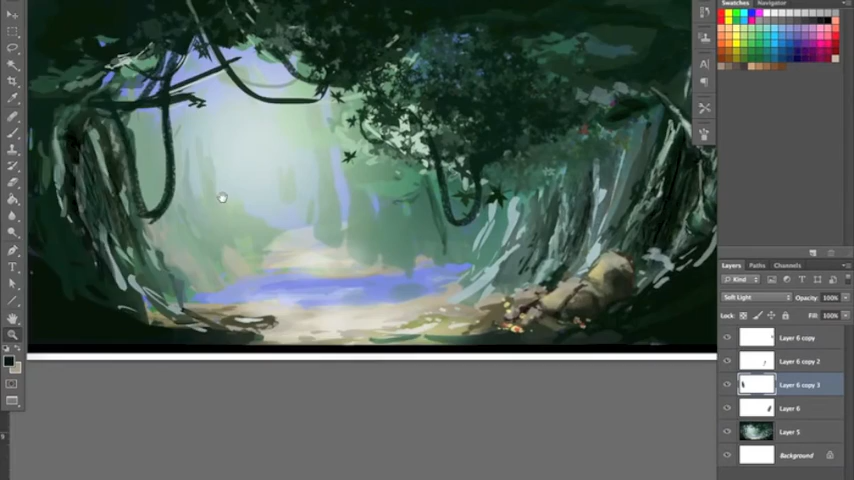 Swatches
Navigator
A|
Layers
Paths
Channels
Kind
Soft Light
Opacity:
100%
Lock:
Fill:
100%
Layer 6 copy
Layer 6 copy 2
Layer 6 copy 3
Layer 6
Layer 5
Background
T